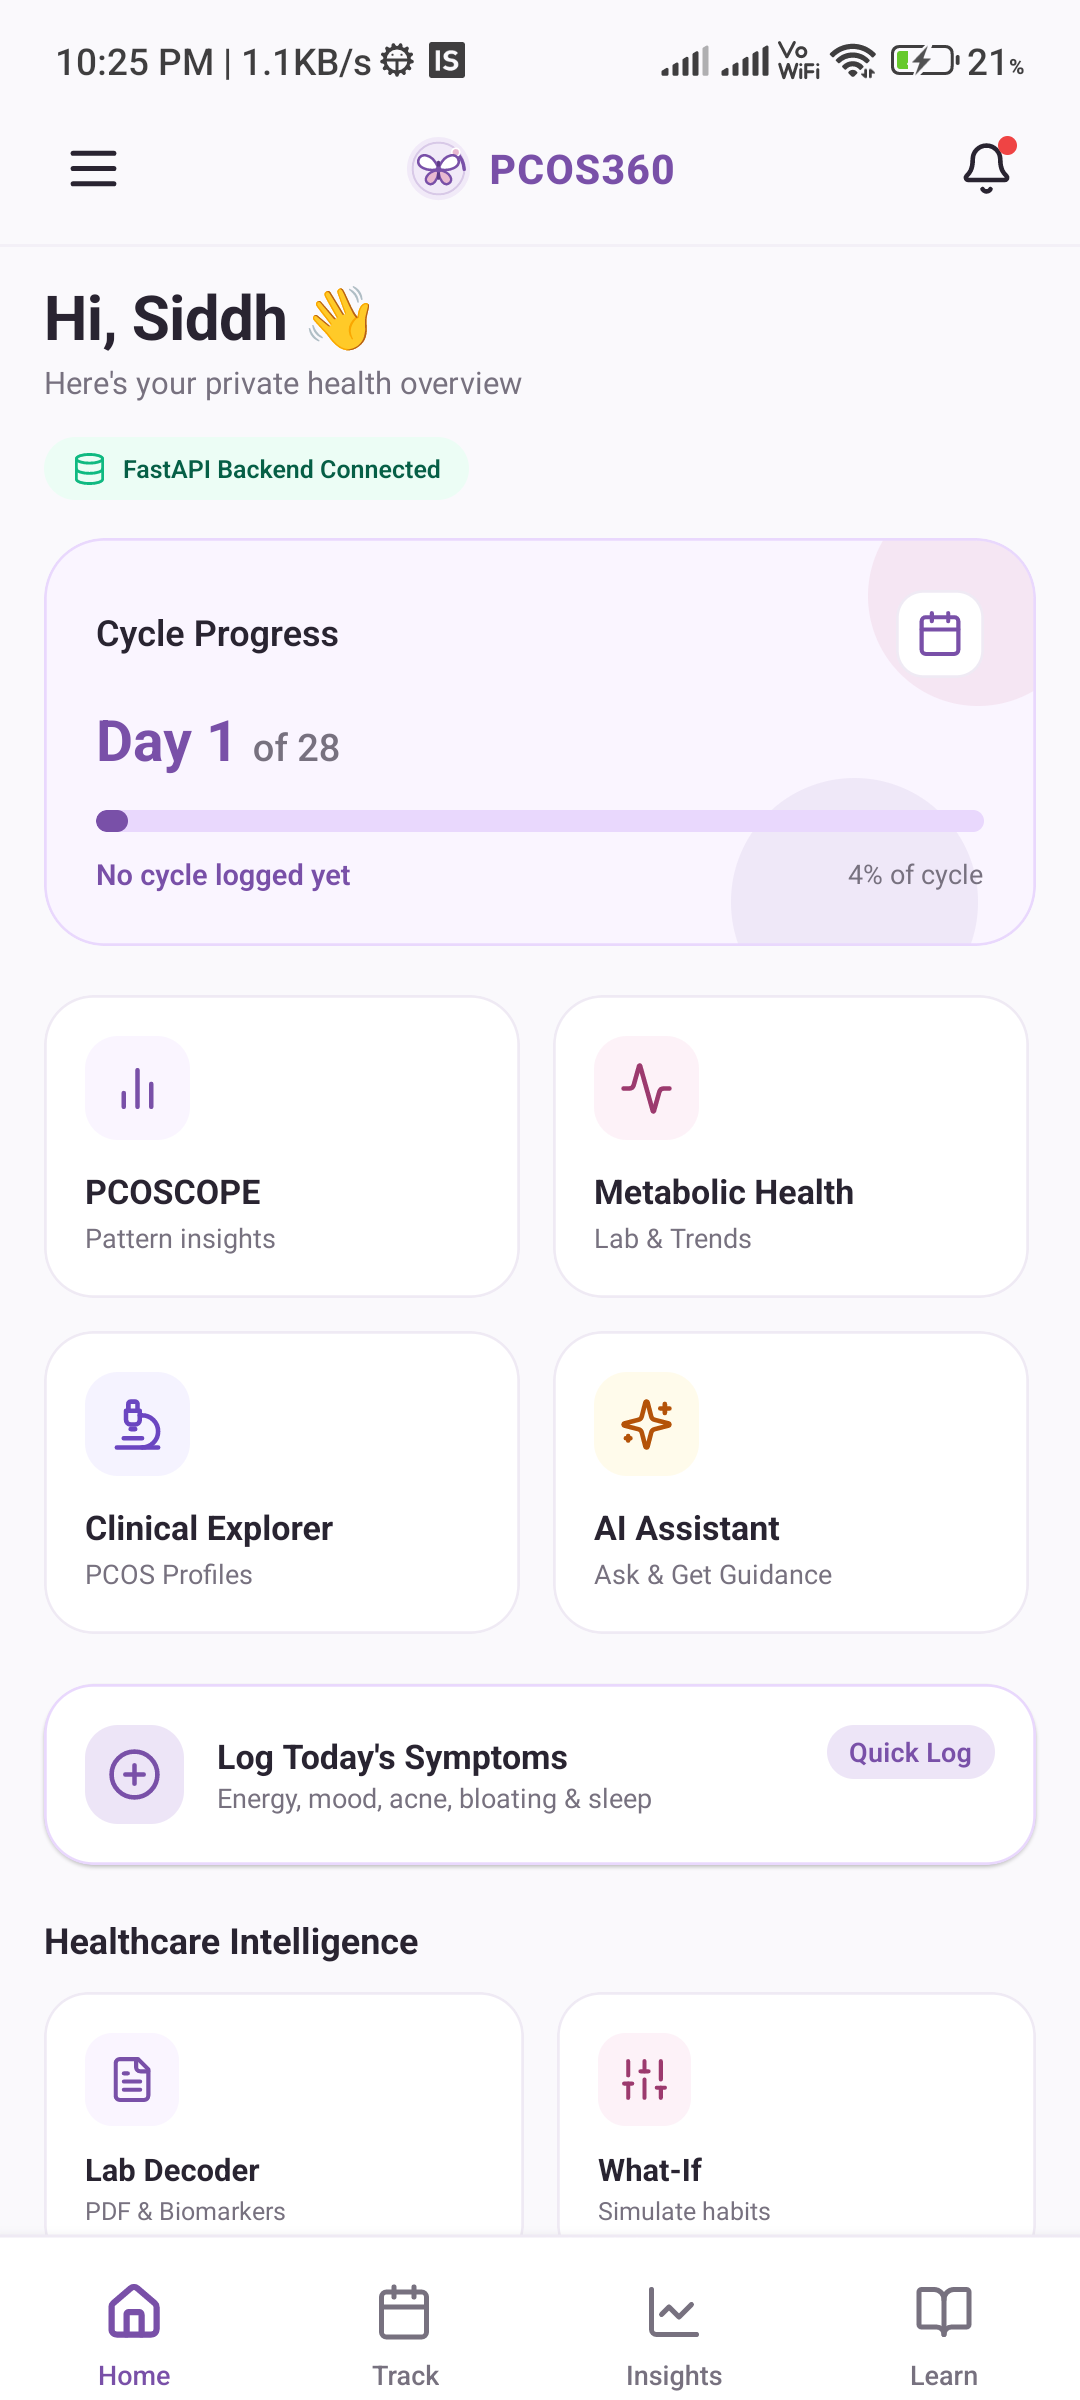 10:25 PM | 1.1KB/s IS Vo WiFi 21%
PCOS360
Hi, Siddh 👋
Here's your private health overview
FastAPI Backend Connected
Cycle Progress
Day 1 of 28
No cycle logged yet 4% of cycle
PCOSCOPE
Pattern insights
Metabolic Health
Lab & Trends
Clinical Explorer
PCOS Profiles
AI Assistant
Ask & Get Guidance
Log Today's Symptoms
Energy, mood, acne, bloating & sleep
Quick Log
Healthcare Intelligence
Lab Decoder
PDF & Biomarkers
What-If
Simulate habits
Home Track Insights Learn